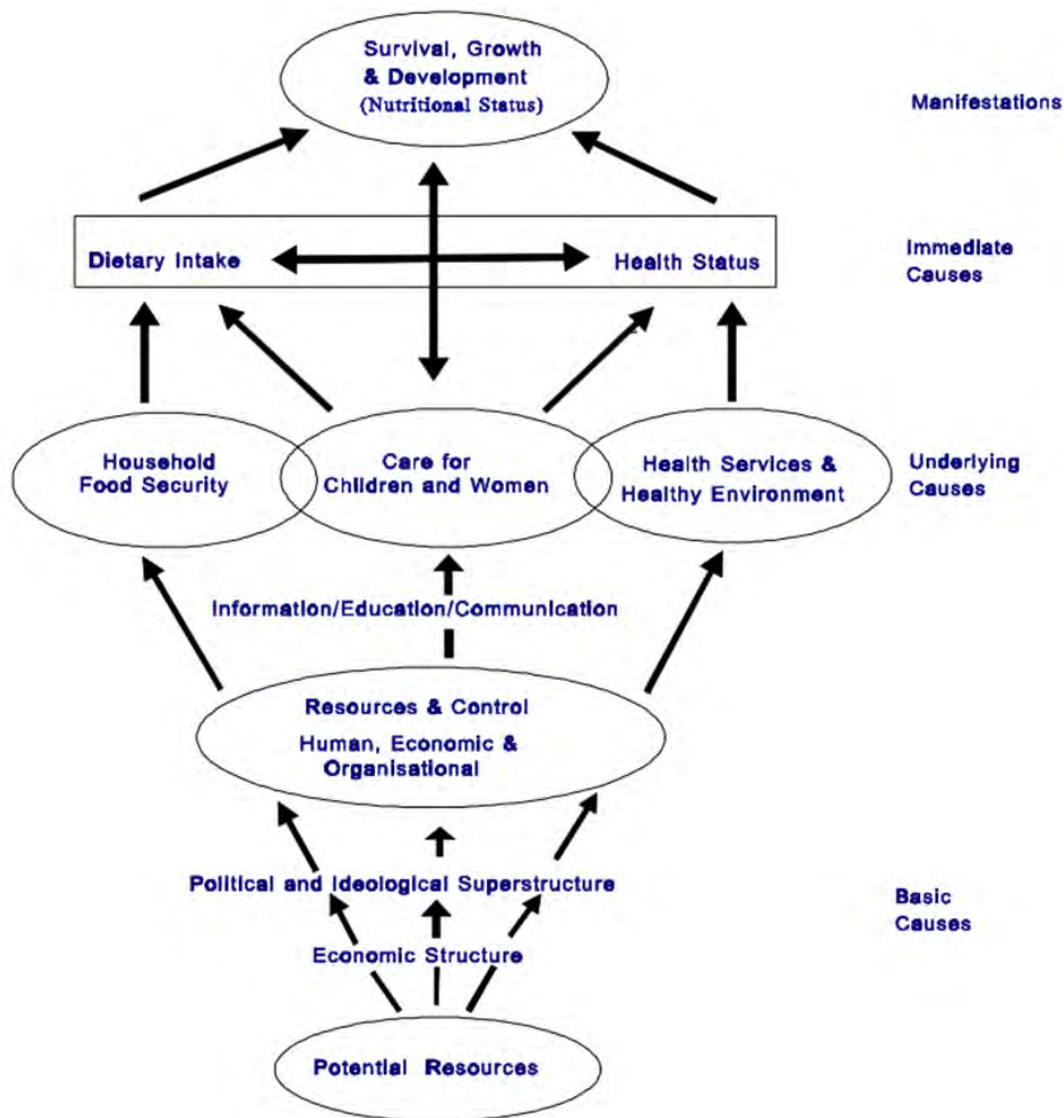 Survival, Growth
& Development
(Nutritional Status)
Manifestations
Dietary Intake
Health Status
Immediate
Causes
Household
Food Security
Care for
Children and Women
Health Services &
Healthy Environment
Underlying
Causes
Information/Education/Communication
Resources & Control
Human, Economic &
Organisational
Political and Ideological Superstructure
Basic
Causes
Economic Structure
Potential Resources